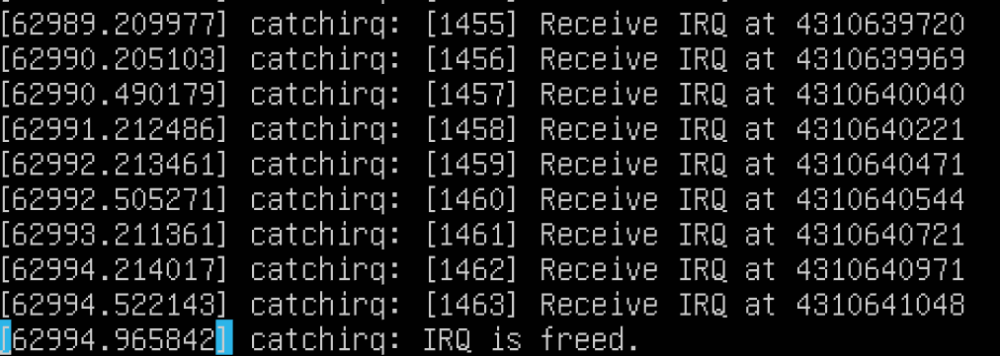 [62989.209977] catchirq: [1455] Receive IRQ at 4310639720
[62990.205103] catchirq: [1456] Receive IRQ at 4310639969
[62990.490179] catchirq: [1457] Receive IRQ at 4310640040
[62991.212486] catchirq: [1458] Receive IRQ at 4310640221
[62992.213461] catchirq: [1459] Receive IRQ at 4310640471
[62992.505271] catchirq: [1460] Receive IRQ at 4310640544
[62993.211361] catchirq: [1461] Receive IRQ at 4310640721
[62994.214017] catchirq: [1462] Receive IRQ at 4310640971
[62994.522143] catchirq: [1463] Receive IRQ at 4310641048
[62994.965842] catchirq: IRQ is freed.